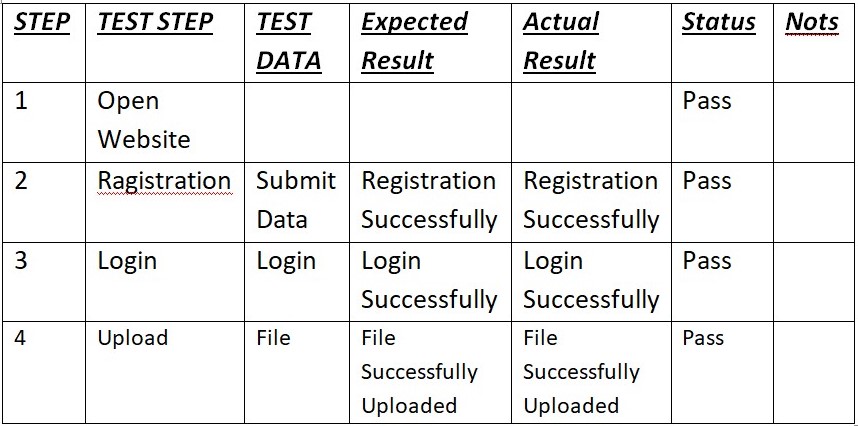 STEP TEST STEP TEST DATA Expected Result Actual Result Status Nots
1 Open Website Pass
2 Ragistration Submit Data Registration Successfully Registration Successfully Pass
3 Login Login Login Successfully Login Successfully Pass
4 Upload File File Successfully Uploaded File Successfully Uploaded Pass